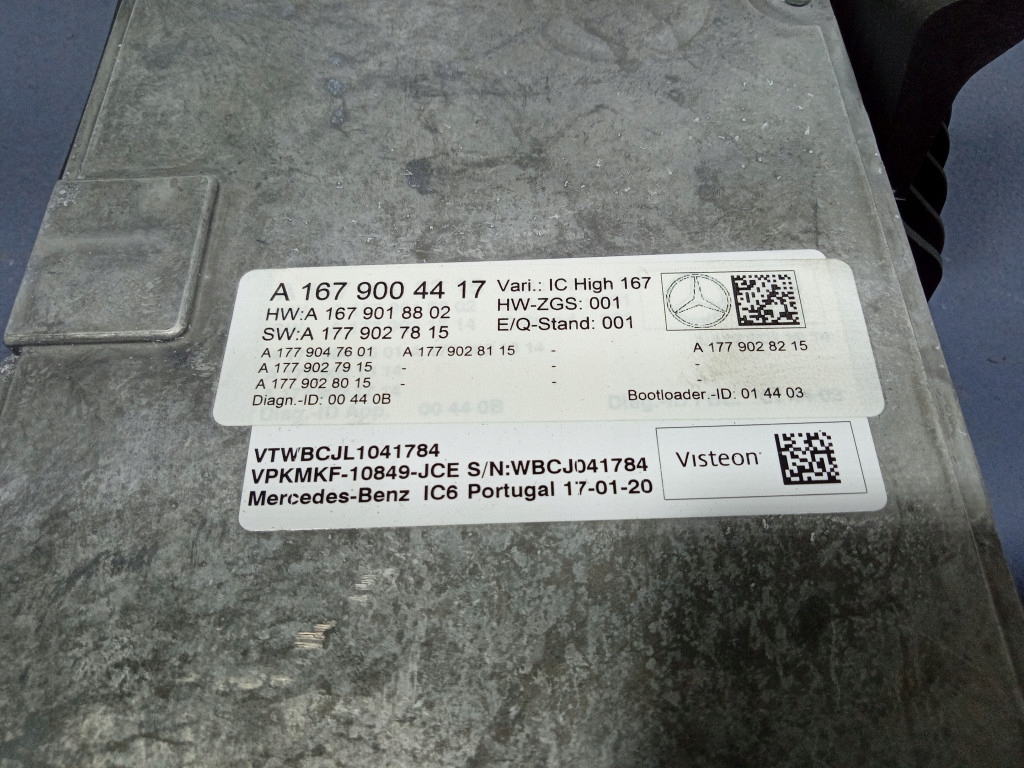 A 167 900 44 17 Vari.: IC High 167
HW:A 167 901 88 02 HW-ZGS: 001
SW:A 177 902 78 15 E/Q-Stand: 001
A 177 904 76 01 A 177 902 81 15 - A 177 902 82 15
A 177 902 79 15 - - -
A 177 902 80 15 - - -
Diagn.-ID: 00 44 0B Bootloader.-ID: 01 44 03
VTWBCJL1041784
VPKMKF-10849-JCE S/N:WBCJ041784
Mercedes-Benz IC6 Portugal 17-01-20
Visteon